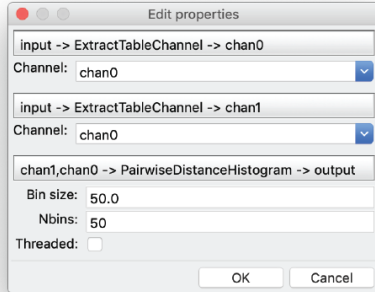 Edit properties
input -> ExtractTableChannel -> chan0
Channel: chan0
input -> ExtractTableChannel -> chan1
Channel: chan0
chan1,chan0 -> PairwiseDistanceHistogram -> output
Bin size: 50.0
Nbins: 50
Threaded:
OK Cancel